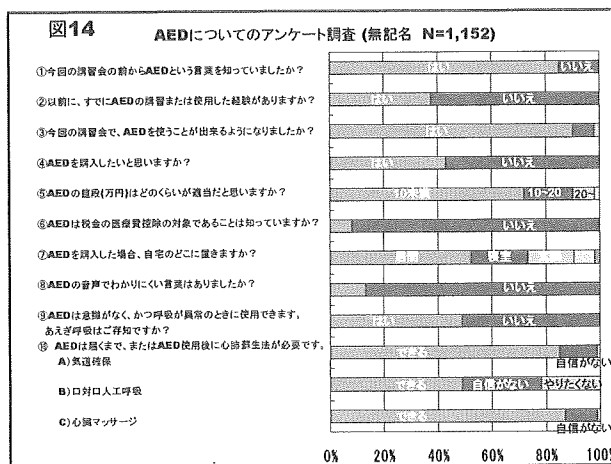 図14
AEDについてのアンケート調査 (無記名 N=1,152)
①今回の講習会の前からAEDという言葉を知っていましたか?
はい いいえ
②以前に、すでにAEDの講習または使用した経験がありますか?
はい いいえ
③今回の講習会で、AEDを使うことが出来るようになりましたか?
はい
④AEDを購入したいと思いますか?
はい いいえ
⑤AEDの値段(万円)はどのくらいが適当だと思いますか?
10未満 10~20 20~
⑥AEDは税金の医療費控除の対象であることは知っていますか?
いいえ
⑦AEDを購入した場合、自宅のどこに置きますか?
寝室
⑧AEDの音声でわかりにくい言葉はありましたか?
いいえ
⑨AEDは意識がなく、かつ呼吸が異常のときに使用できます。
あえぎ呼吸はご存知ですか?
はい いいえ
⑩ AEDは届くまで、またはAED使用後に心肺蘇生法が必要です。
A)気道確保
できる
自信がない
B)口対口人工呼吸
できる 自信がない やりたくない
C)心臓マッサージ
できる
自信がない
0% 20% 40% 60% 80% 100%